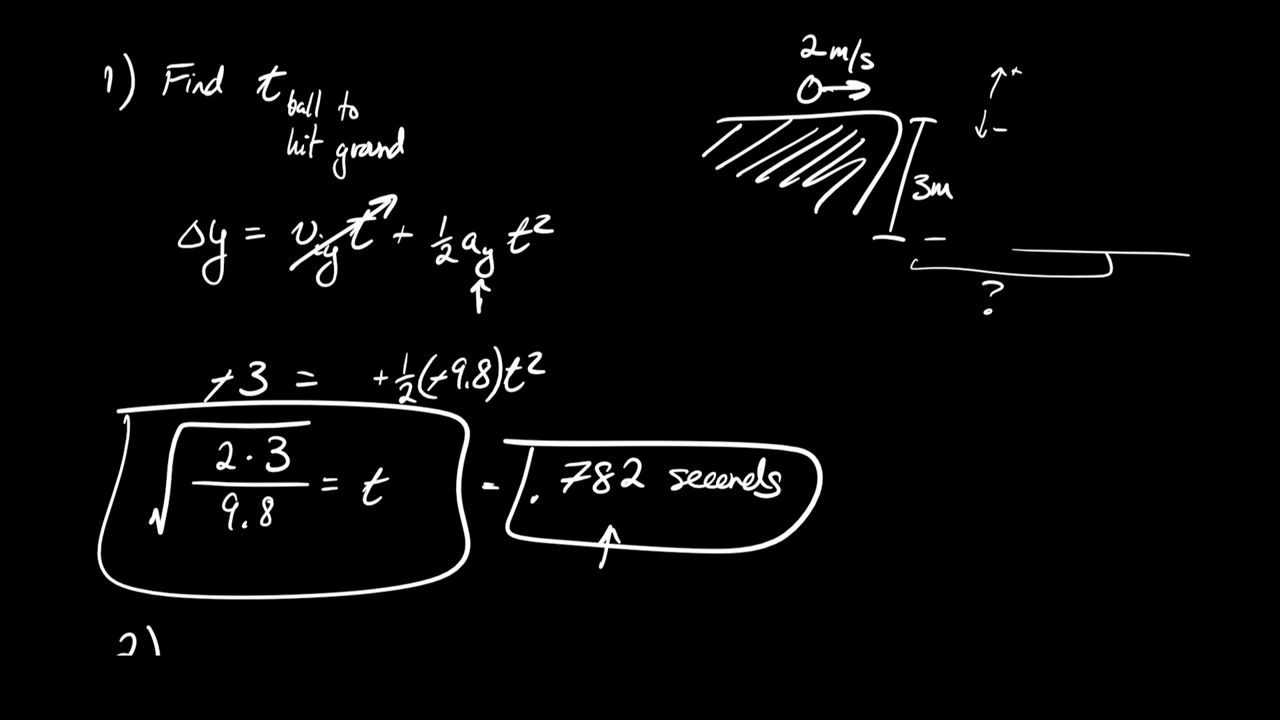 1) Find t ball to
hit ground
Δy = v_iy t + ½ a_y t²
-3 = +½(-9.8)t²
√(2·3/9.8) = t = .782 seconds
2)
2m/s
↑+
↓-
3m
?